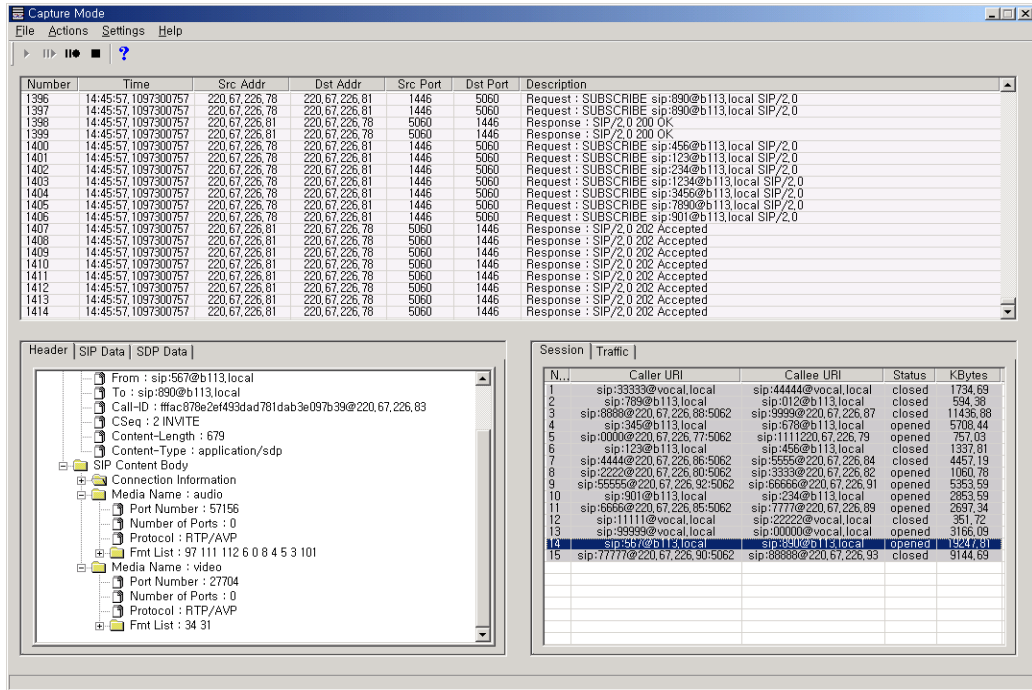 Capture Mode
File Actions Settings Help
Number Time Src Addr Dst Addr Src Port Dst Port Description
1396 14:45:57,1097300757 220,67,226,78 220,67,226,81 1446 5060 Request : SUBSCRIBE sip:890@b113,local SIP/2,0
1397 14:45:57,1097300757 220,67,226,78 220,67,226,81 1446 5060 Request : SUBSCRIBE sip:890@b113,local SIP/2,0
1398 14:45:57,1097300757 220,67,226,81 220,67,226,78 5060 1446 Response : SIP/2,0 200 OK
1399 14:45:57,1097300757 220,67,226,81 220,67,226,78 5060 1446 Response : SIP/2,0 200 OK
1400 14:45:57,1097300757 220,67,226,78 220,67,226,81 1446 5060 Request : SUBSCRIBE sip:456@b113,local SIP/2,0
1401 14:45:57,1097300757 220,67,226,78 220,67,226,81 1446 5060 Request : SUBSCRIBE sip:123@b113,local SIP/2,0
1402 14:45:57,1097300757 220,67,226,78 220,67,226,81 1446 5060 Request : SUBSCRIBE sip:234@b113,local SIP/2,0
1403 14:45:57,1097300757 220,67,226,78 220,67,226,81 1446 5060 Request : SUBSCRIBE sip:1234@b113,local SIP/2,0
1404 14:45:57,1097300757 220,67,226,78 220,67,226,81 1446 5060 Request : SUBSCRIBE sip:3456@b113,local SIP/2,0
1405 14:45:57,1097300757 220,67,226,78 220,67,226,81 1446 5060 Request : SUBSCRIBE sip:7890@b113,local SIP/2,0
1406 14:45:57,1097300757 220,67,226,78 220,67,226,81 1446 5060 Request : SUBSCRIBE sip:901@b113,local SIP/2,0
1407 14:45:57,1097300757 220,67,226,81 220,67,226,78 5060 1446 Response : SIP/2,0 202 Accepted
1408 14:45:57,1097300757 220,67,226,81 220,67,226,78 5060 1446 Response : SIP/2,0 202 Accepted
1409 14:45:57,1097300757 220,67,226,81 220,67,226,78 5060 1446 Response : SIP/2,0 202 Accepted
1410 14:45:57,1097300757 220,67,226,81 220,67,226,78 5060 1446 Response : SIP/2,0 202 Accepted
1411 14:45:57,1097300757 220,67,226,81 220,67,226,78 5060 1446 Response : SIP/2,0 202 Accepted
1412 14:45:57,1097300757 220,67,226,81 220,67,226,78 5060 1446 Response : SIP/2,0 202 Accepted
1413 14:45:57,1097300757 220,67,226,81 220,67,226,78 5060 1446 Response : SIP/2,0 202 Accepted
1414 14:45:57,1097300757 220,67,226,81 220,67,226,78 5060 1446 Response : SIP/2,0 202 Accepted
Header SIP Data SDP Data
From : sip:567@b113,local
To : sip:890@b113,local
Call-ID : fffac878e2ef493dad781dab3e097b39@220,67,226,83
CSeq : 2 INVITE
Content-Length : 679
Content-Type : application/sdp
SIP Content Body
Connection Information
Media Name : audio
Port Number : 57156
Number of Ports : 0
Protocol : RTP/AVP
Fmt List : 97 111 112 6 0 8 4 5 3 101
Media Name : video
Port Number : 27704
Number of Ports : 0
Protocol : RTP/AVP
Fmt List : 34 31
Session Traffic
N... Caller URI Callee URI Status KBytes
1 sip:33333@vocal,local sip:44444@vocal,local closed 1734,69
2 sip:789@b113,local sip:012@b113,local closed 594,38
3 sip:8888@220,67,226,88:5062 sip:9999@220,67,226,87 closed 11436,88
4 sip:345@b113,local sip:678@b113,local opened 5708,44
5 sip:0000@220,67,226,77:5062 sip:1111220,67,226,79 opened 757,03
6 sip:123@b113,local sip:456@b113,local closed 1337,81
7 sip:4444@220,67,226,86:5062 sip:5555@220,67,226,84 closed 4457,19
8 sip:2222@220,67,226,80:5062 sip:3333@220,67,226,82 opened 1060,78
9 sip:55555@220,67,226,92:5062 sip:66666@220,67,226,91 opened 5353,59
10 sip:901@b113,local sip:234@b113,local opened 2853,59
11 sip:6666@220,67,226,85:5062 sip:7777@220,67,226,89 opened 2697,34
12 sip:11111@vocal,local sip:22222@vocal,local closed 351,72
13 sip:99999@vocal,local sip:00000@vocal,local closed 3166,09
14 sip:567@b113,local sip:890@b113,local opened 19247,81
15 sip:77777@220,67,226,90:5062 sip:88888@220,67,226,93 closed 9144,69